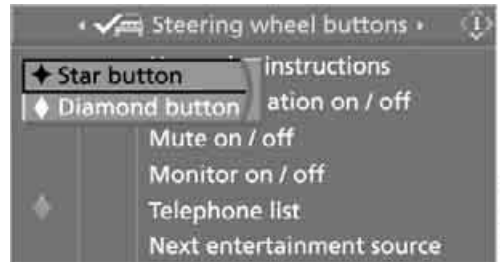 Steering wheel buttons
instructions
Star button
Diamond button ation on / off
Mute on / off
Monitor on / off
Telephone list
Next entertainment source